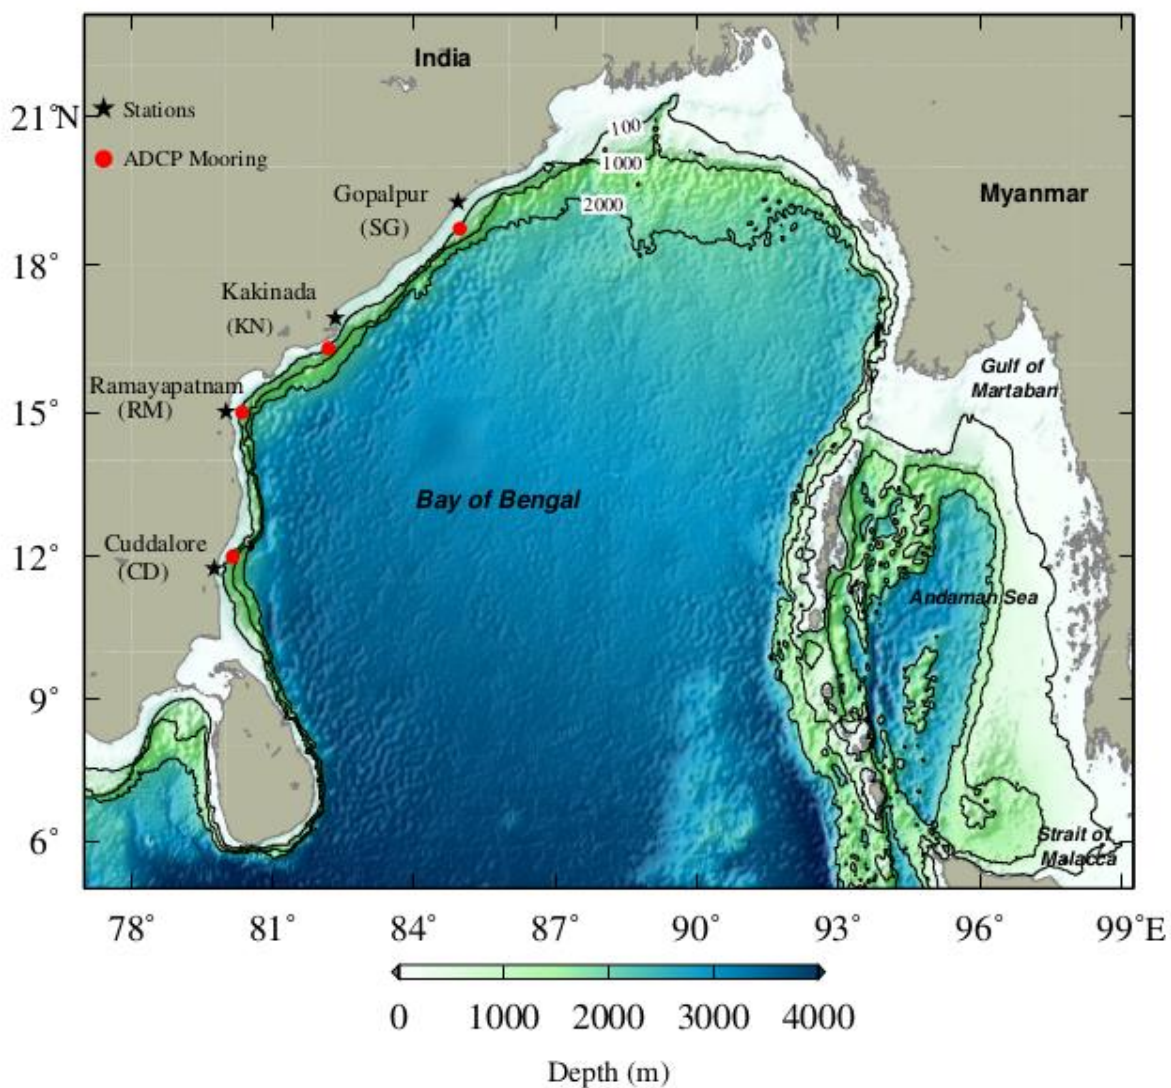 India
21°N
Stations
ADCP Mooring
100
1000
2000
Gopalpur
(SG)
Myanmar
18°
Kakinada
(KN)
Gulf of
Martaban
Ramayapatnam
(RM)
15°
Bay of Bengal
Cuddalore
(CD)
12°
Andaman Sea
9°
6°
Strait of
Malacca
78° 81° 84° 87° 90° 93° 96° 99°E
0 1000 2000 3000 4000
Depth (m)